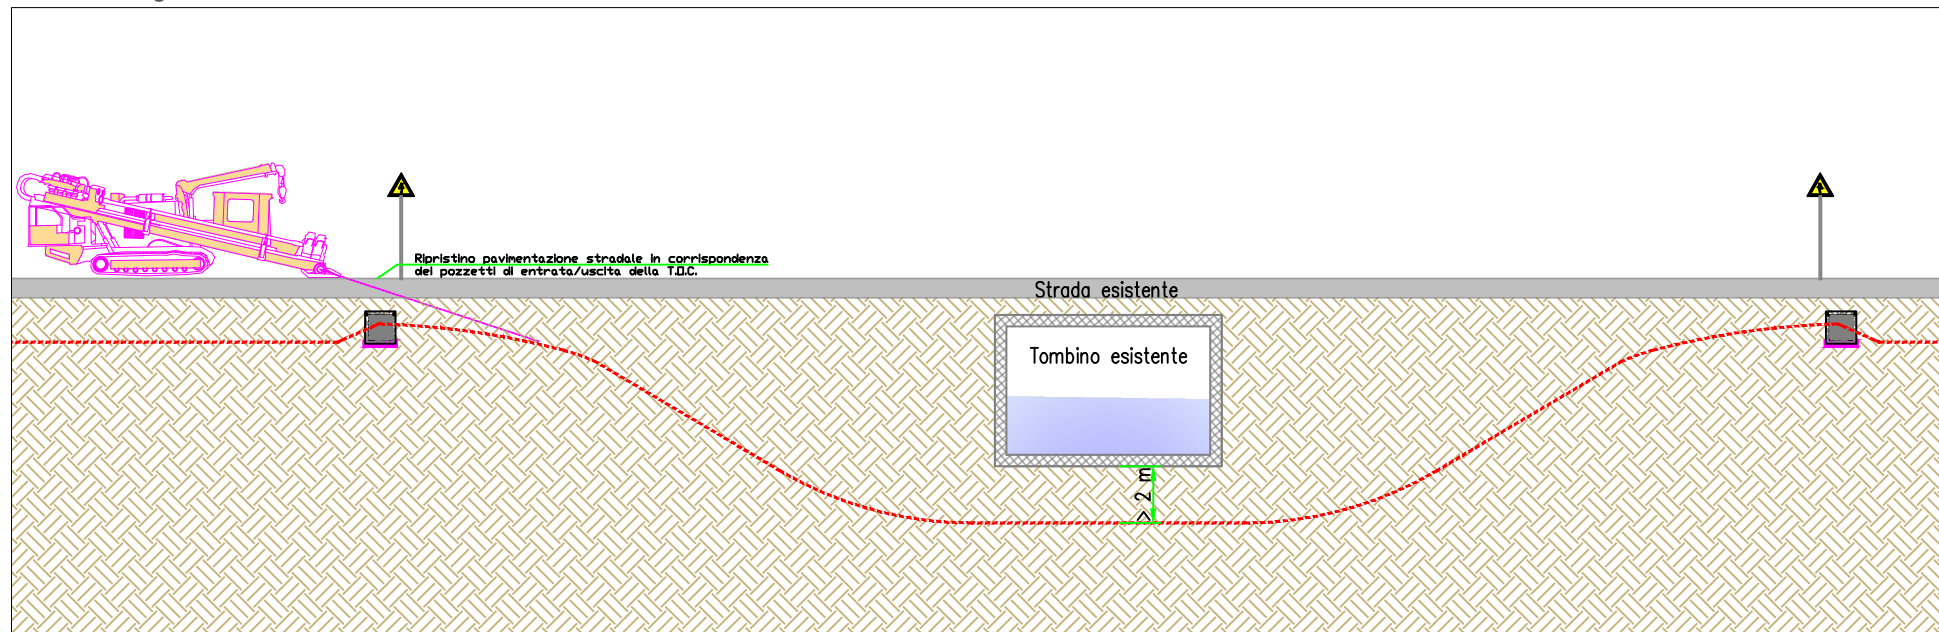 Ripristino pavimentazione stradale in corrispondenza
dei pozzetti di entrata/uscita della T.O.C.
Strada esistente
Tombino esistente
> 2 m